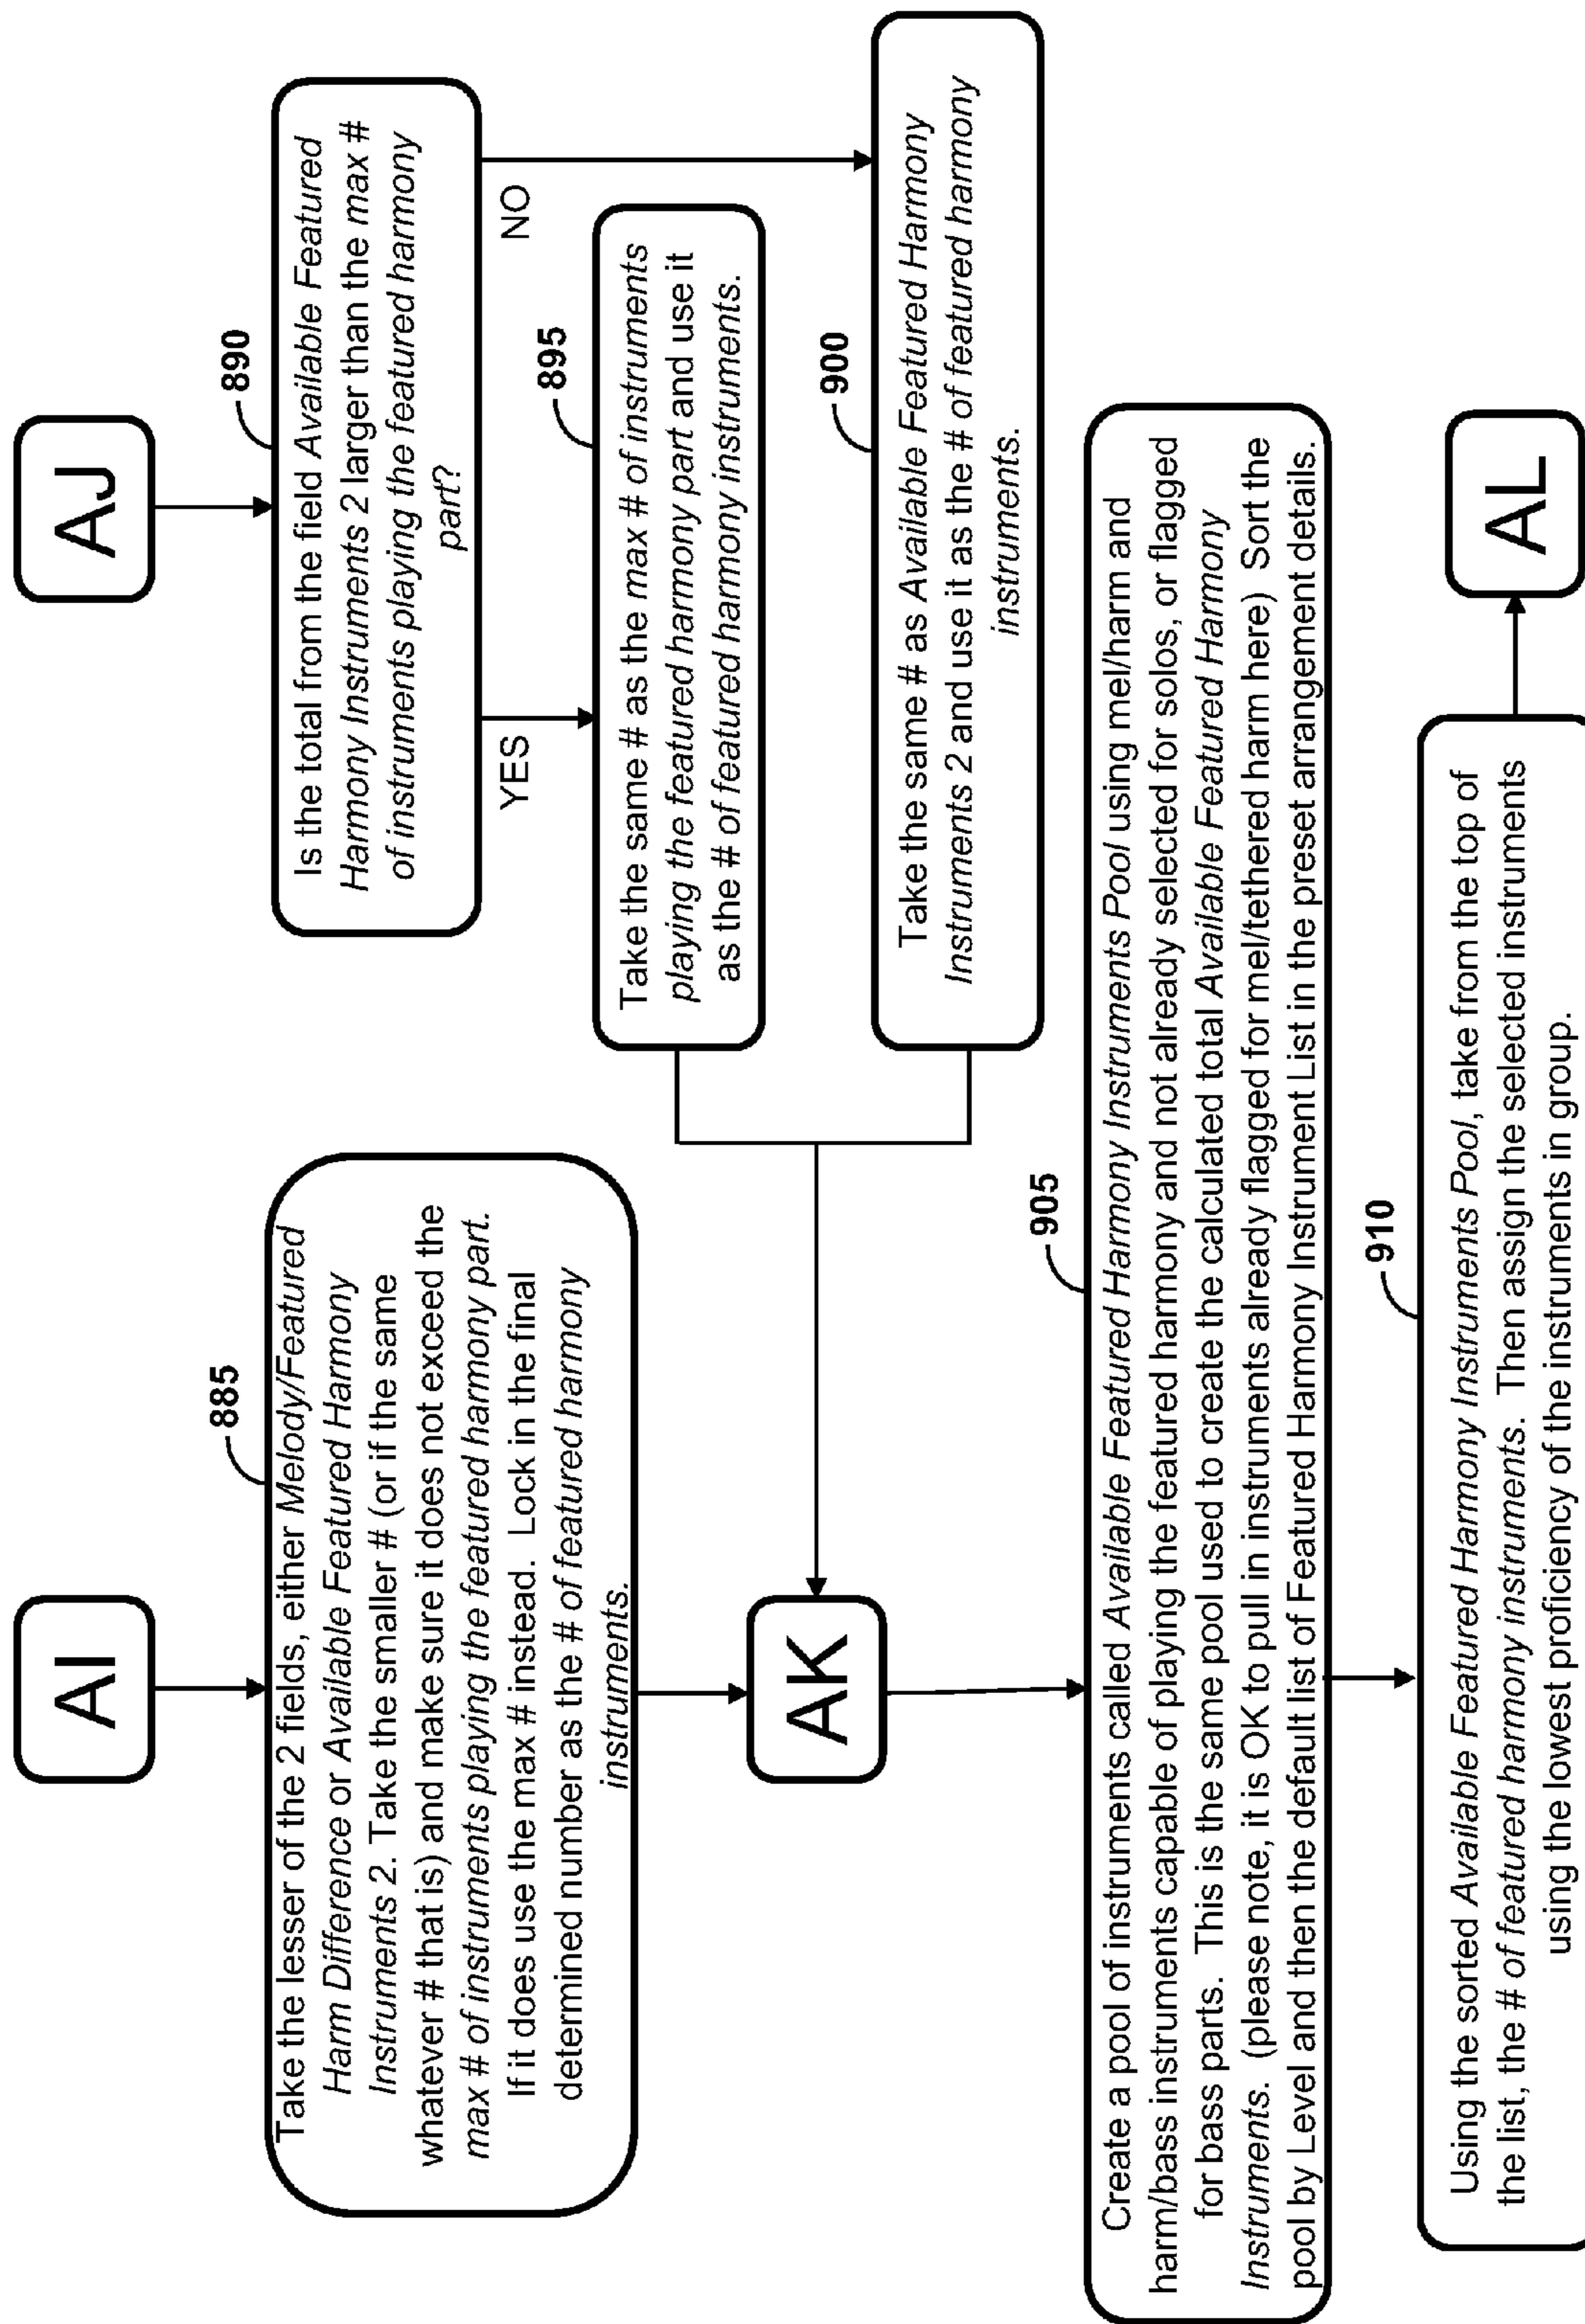 AI
885
Take the lesser of the 2 fields, either Melody/Featured
Harm Difference or Available Featured Harmony
Instruments 2. Take the smaller # (or if the same
whatever # that is) and make sure it does not exceed the
max # of instruments playing the featured harmony part.
If it does use the max # instead. Lock in the final
determined number as the # of featured harmony
instruments.
AJ
890
Is the total from the field Available Featured
Harmony Instruments 2 larger than the max #
of instruments playing the featured harmony
part?
YES
NO
895
Take the same # as the max # of instruments
playing the featured harmony part and use it
as the # of featured harmony instruments.
900
Take the same # as Available Featured Harmony
Instruments 2 and use it as the # of featured harmony
instruments.
AK
905
Create a pool of instruments called Available Featured Harmony Instruments Pool using mel/harm and
harm/bass instruments capable of playing the featured harmony and not already selected for solos, or flagged
for bass parts. This is the same pool used to create the calculated total Available Featured Harmony
Instruments. (please note, it is OK to pull in instruments already flagged for mel/tethered harm here) Sort the
pool by Level and then the default list of Featured Harmony Instrument List in the preset arrangement details.
910
Using the sorted Available Featured Harmony Instruments Pool, take from the top of
the list, the # of featured harmony instruments. Then assign the selected instruments
using the lowest proficiency of the instruments in group.
AL